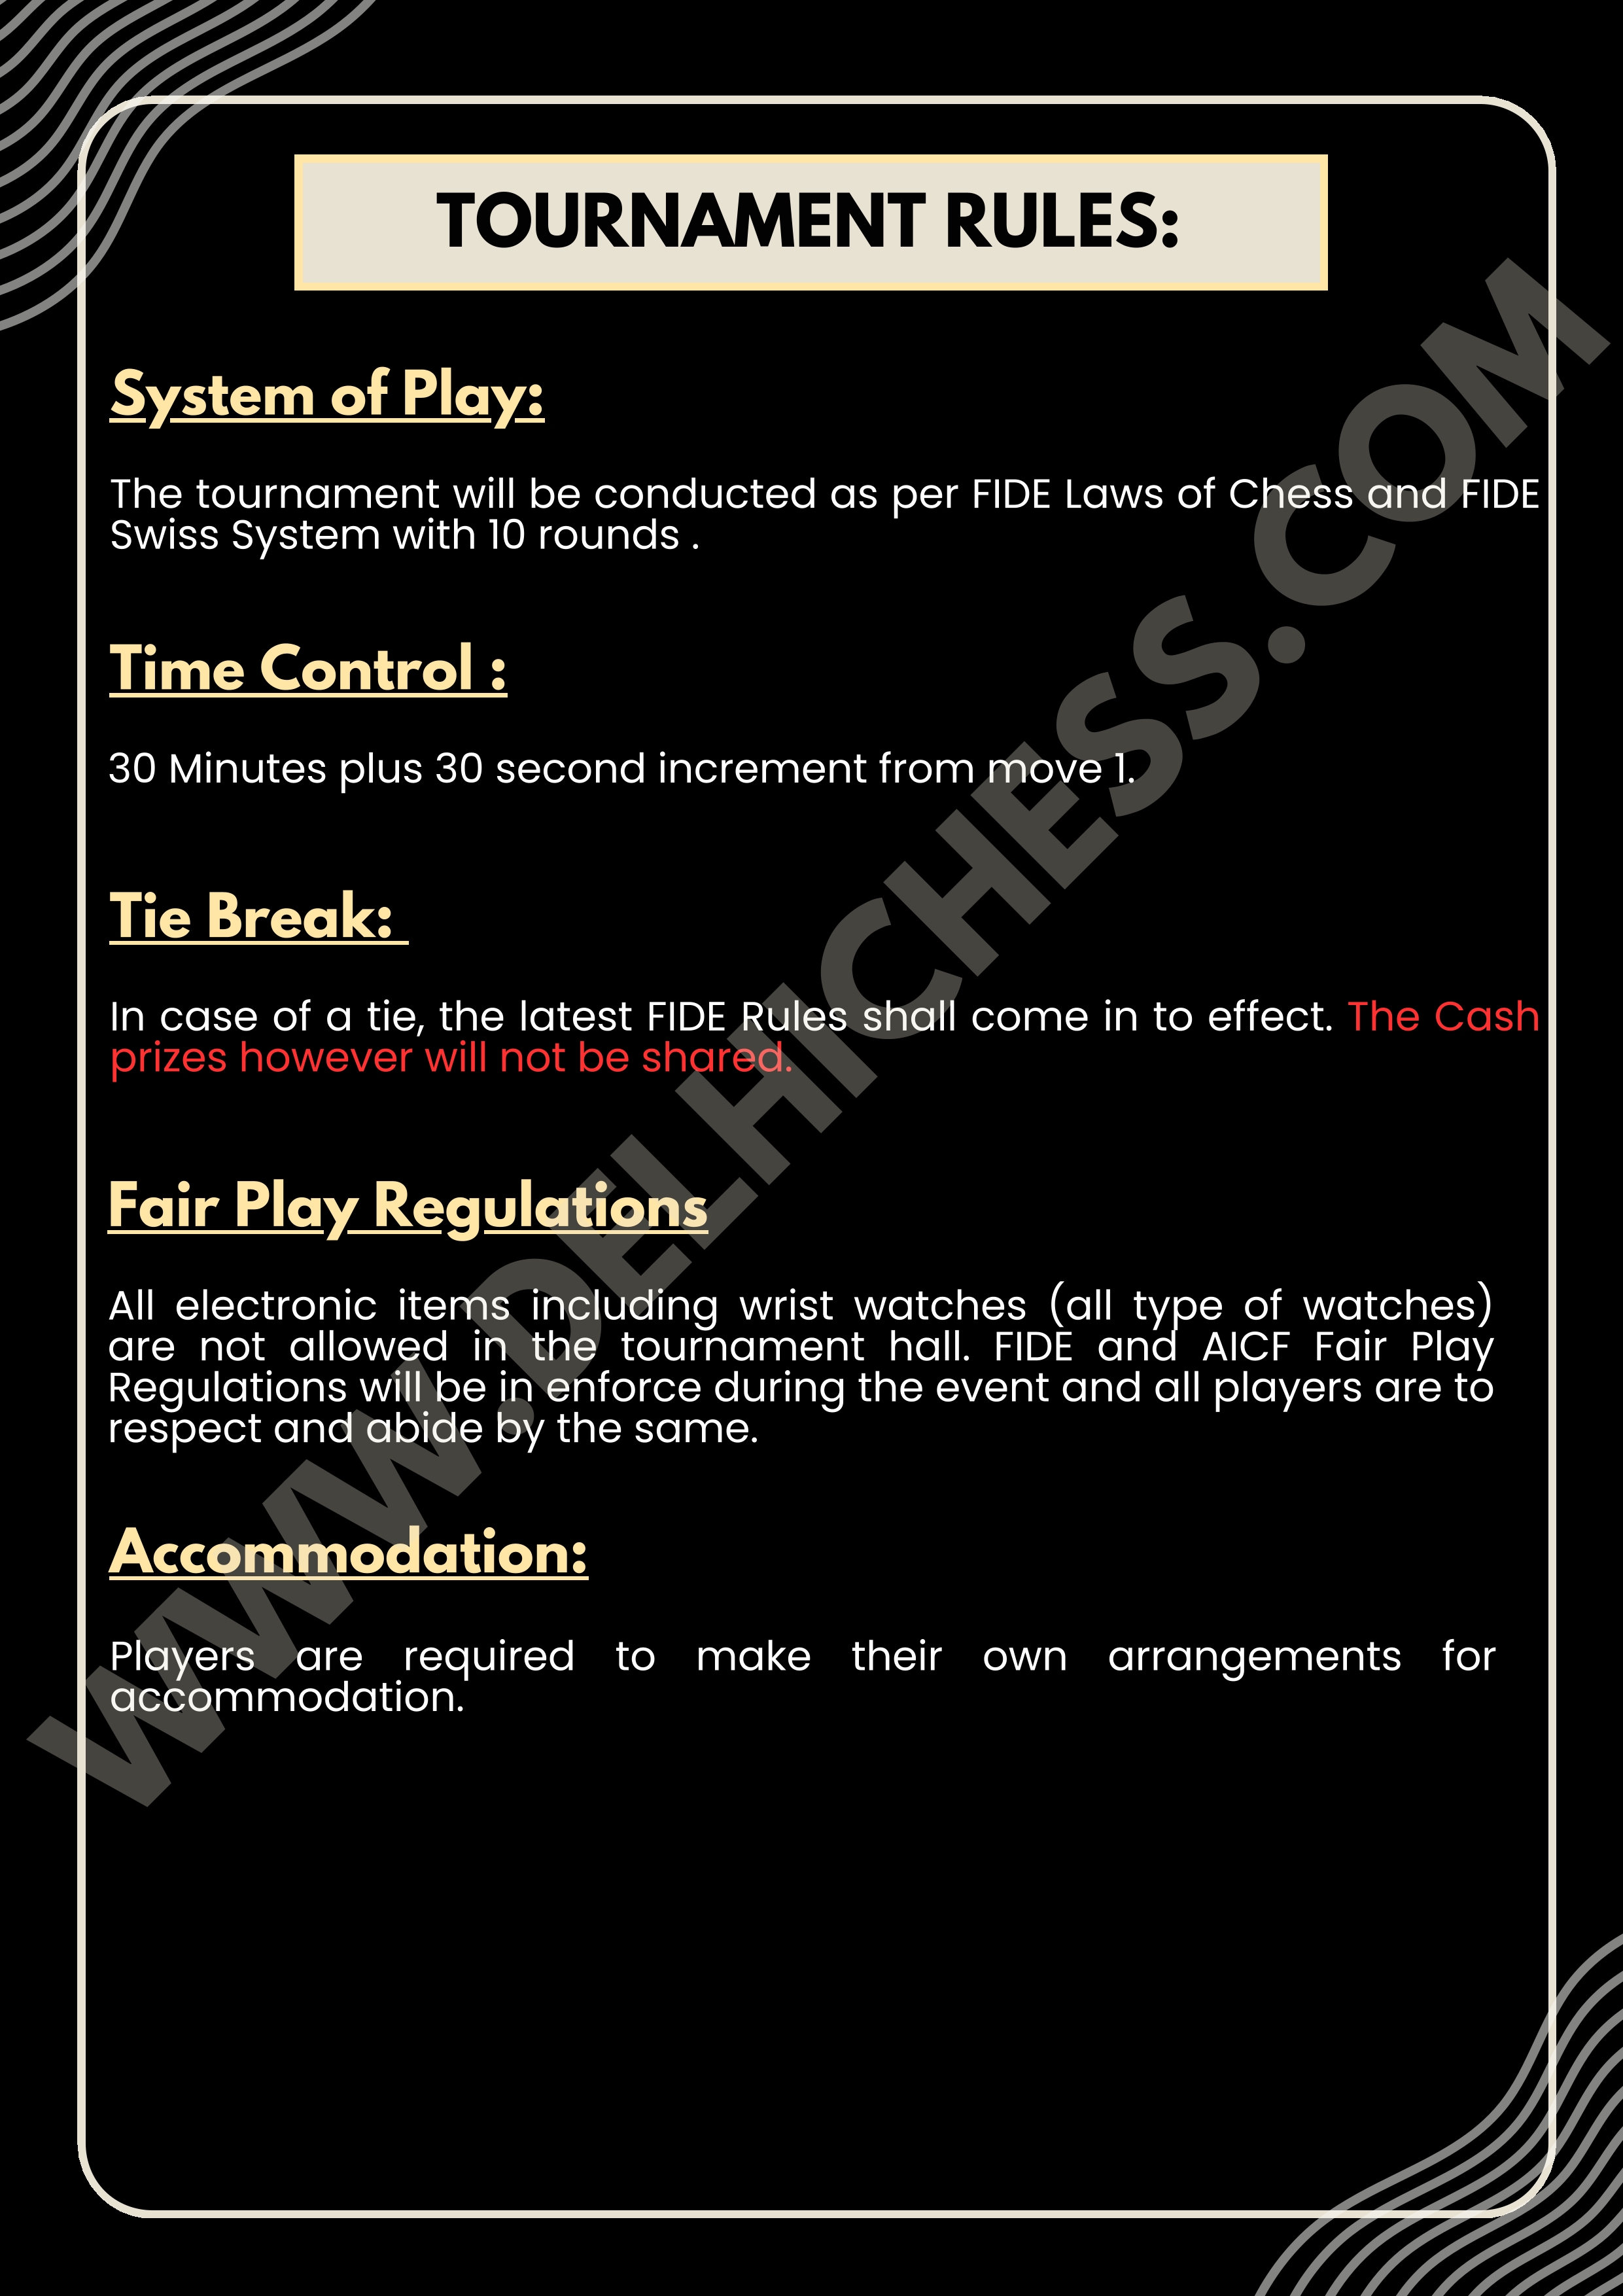 TOURNAMENT RULES:
System of Play:
The tournament will be conducted as per FIDE Laws of Chess and FIDE
Swiss System with 10 rounds .
Time Control :
30 Minutes plus 30 second increment from move 1.
Tie Break:
In case of a tie, the latest FIDE Rules shall come in to effect. The Cash
prizes however will not be shared.
Fair Play Regulations
All electronic items including wrist watches (all type of watches)
are not allowed in the tournament hall. FIDE and AICF Fair Play
Regulations will be in enforce during the event and all players are to
respect and abide by the same.
Accommodation:
Players are required to make their own arrangements for
accommodation.
WWW.DELHICHESS.COM